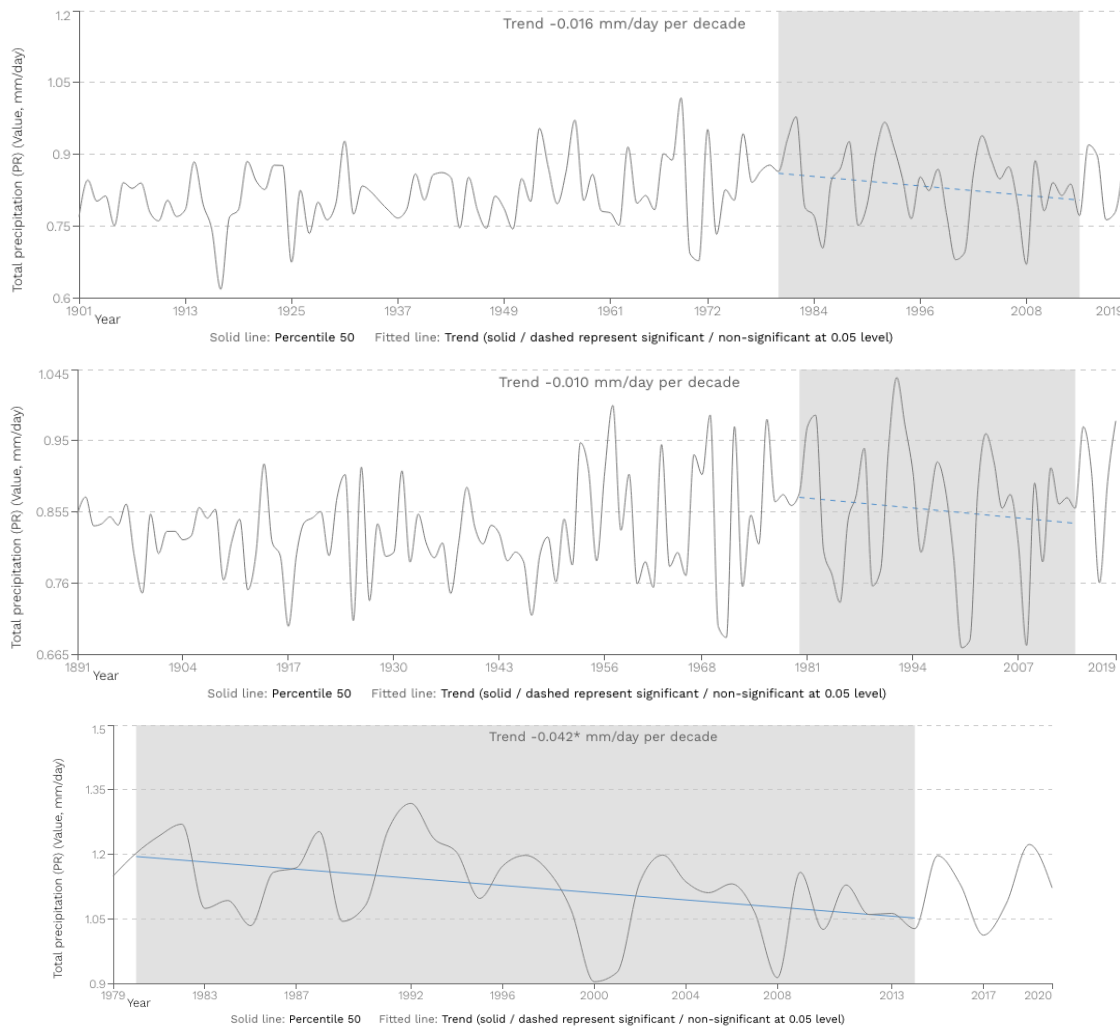 Trend -0.016 mm/day per decade
Total precipitation (PR) (Value, mm/day)
1.2
1.05
0.9
0.75
0.6
1901 1913 1925 1937 1949 1961 1972 1984 1996 2008 2019
Year
Solid line: Percentile 50 Fitted line: Trend (solid / dashed represent significant / non-significant at 0.05 level)
Trend -0.010 mm/day per decade
Total precipitation (PR) (Value, mm/day)
1.045
0.95
0.855
0.76
0.665
1891 1904 1917 1930 1943 1956 1968 1981 1994 2007 2019
Year
Solid line: Percentile 50 Fitted line: Trend (solid / dashed represent significant / non-significant at 0.05 level)
Trend -0.042* mm/day per decade
Total precipitation (PR) (Value, mm/day)
1.5
1.35
1.2
1.05
0.9
1979 1983 1987 1992 1996 2000 2004 2008 2013 2017 2020
Year
Solid line: Percentile 50 Fitted line: Trend (solid / dashed represent significant / non-significant at 0.05 level)